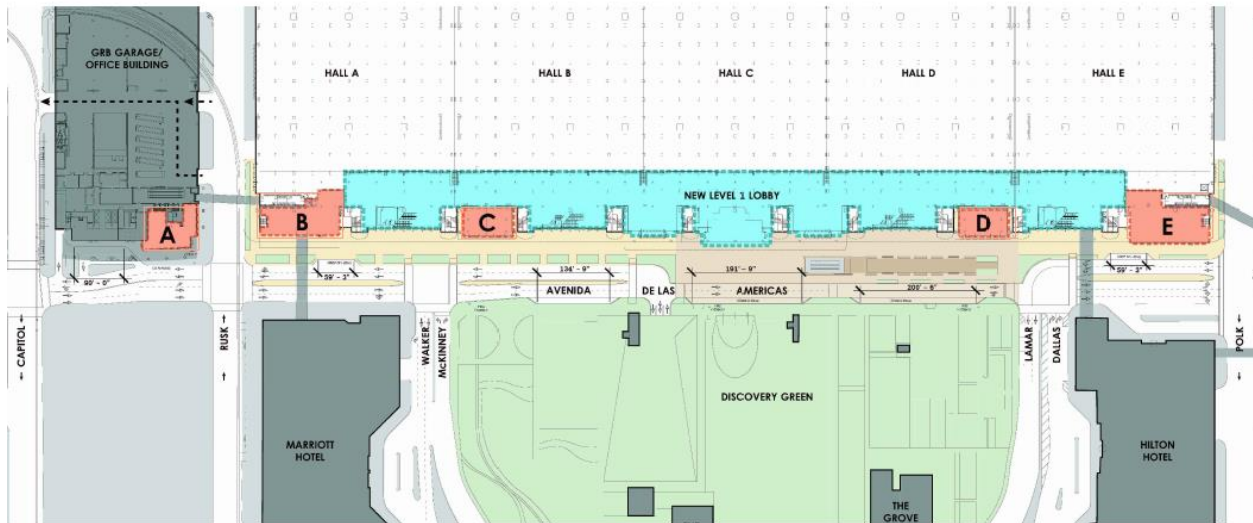 GRB GARAGE/
OFFICE BUILDING
HALL A
HALL B
HALL C
HALL D
HALL E
NEW LEVEL 1 LOBBY
A
B
C
D
E
90' - 0"
59' - 3"
134' - 9"
191' - 9"
200' - 6"
59' - 3"
AVENIDA
DE LAS
AMERICAS
CAPITOL
RUSK
WALKER
McKINNEY
LAMAR
DALLAS
POLK
DISCOVERY GREEN
MARRIOTT
HOTEL
HILTON
HOTEL
THE
GROVE